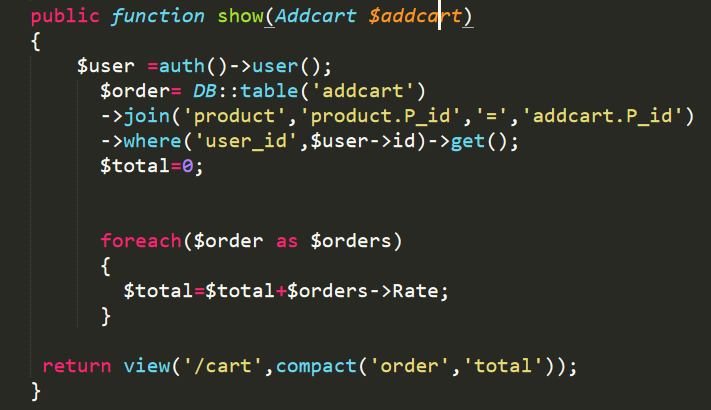 public function show(Addcart $addcart)
{
    $user =auth()->user();
      $order= DB::table('addcart')
      ->join('product','product.P_id','=','addcart.P_id')
      ->where('user_id',$user->id)->get();
      $total=0;
      foreach($order as $orders)
      {
        $total=$total+$orders->Rate;
      }
 return view('/cart',compact('order','total'));
}